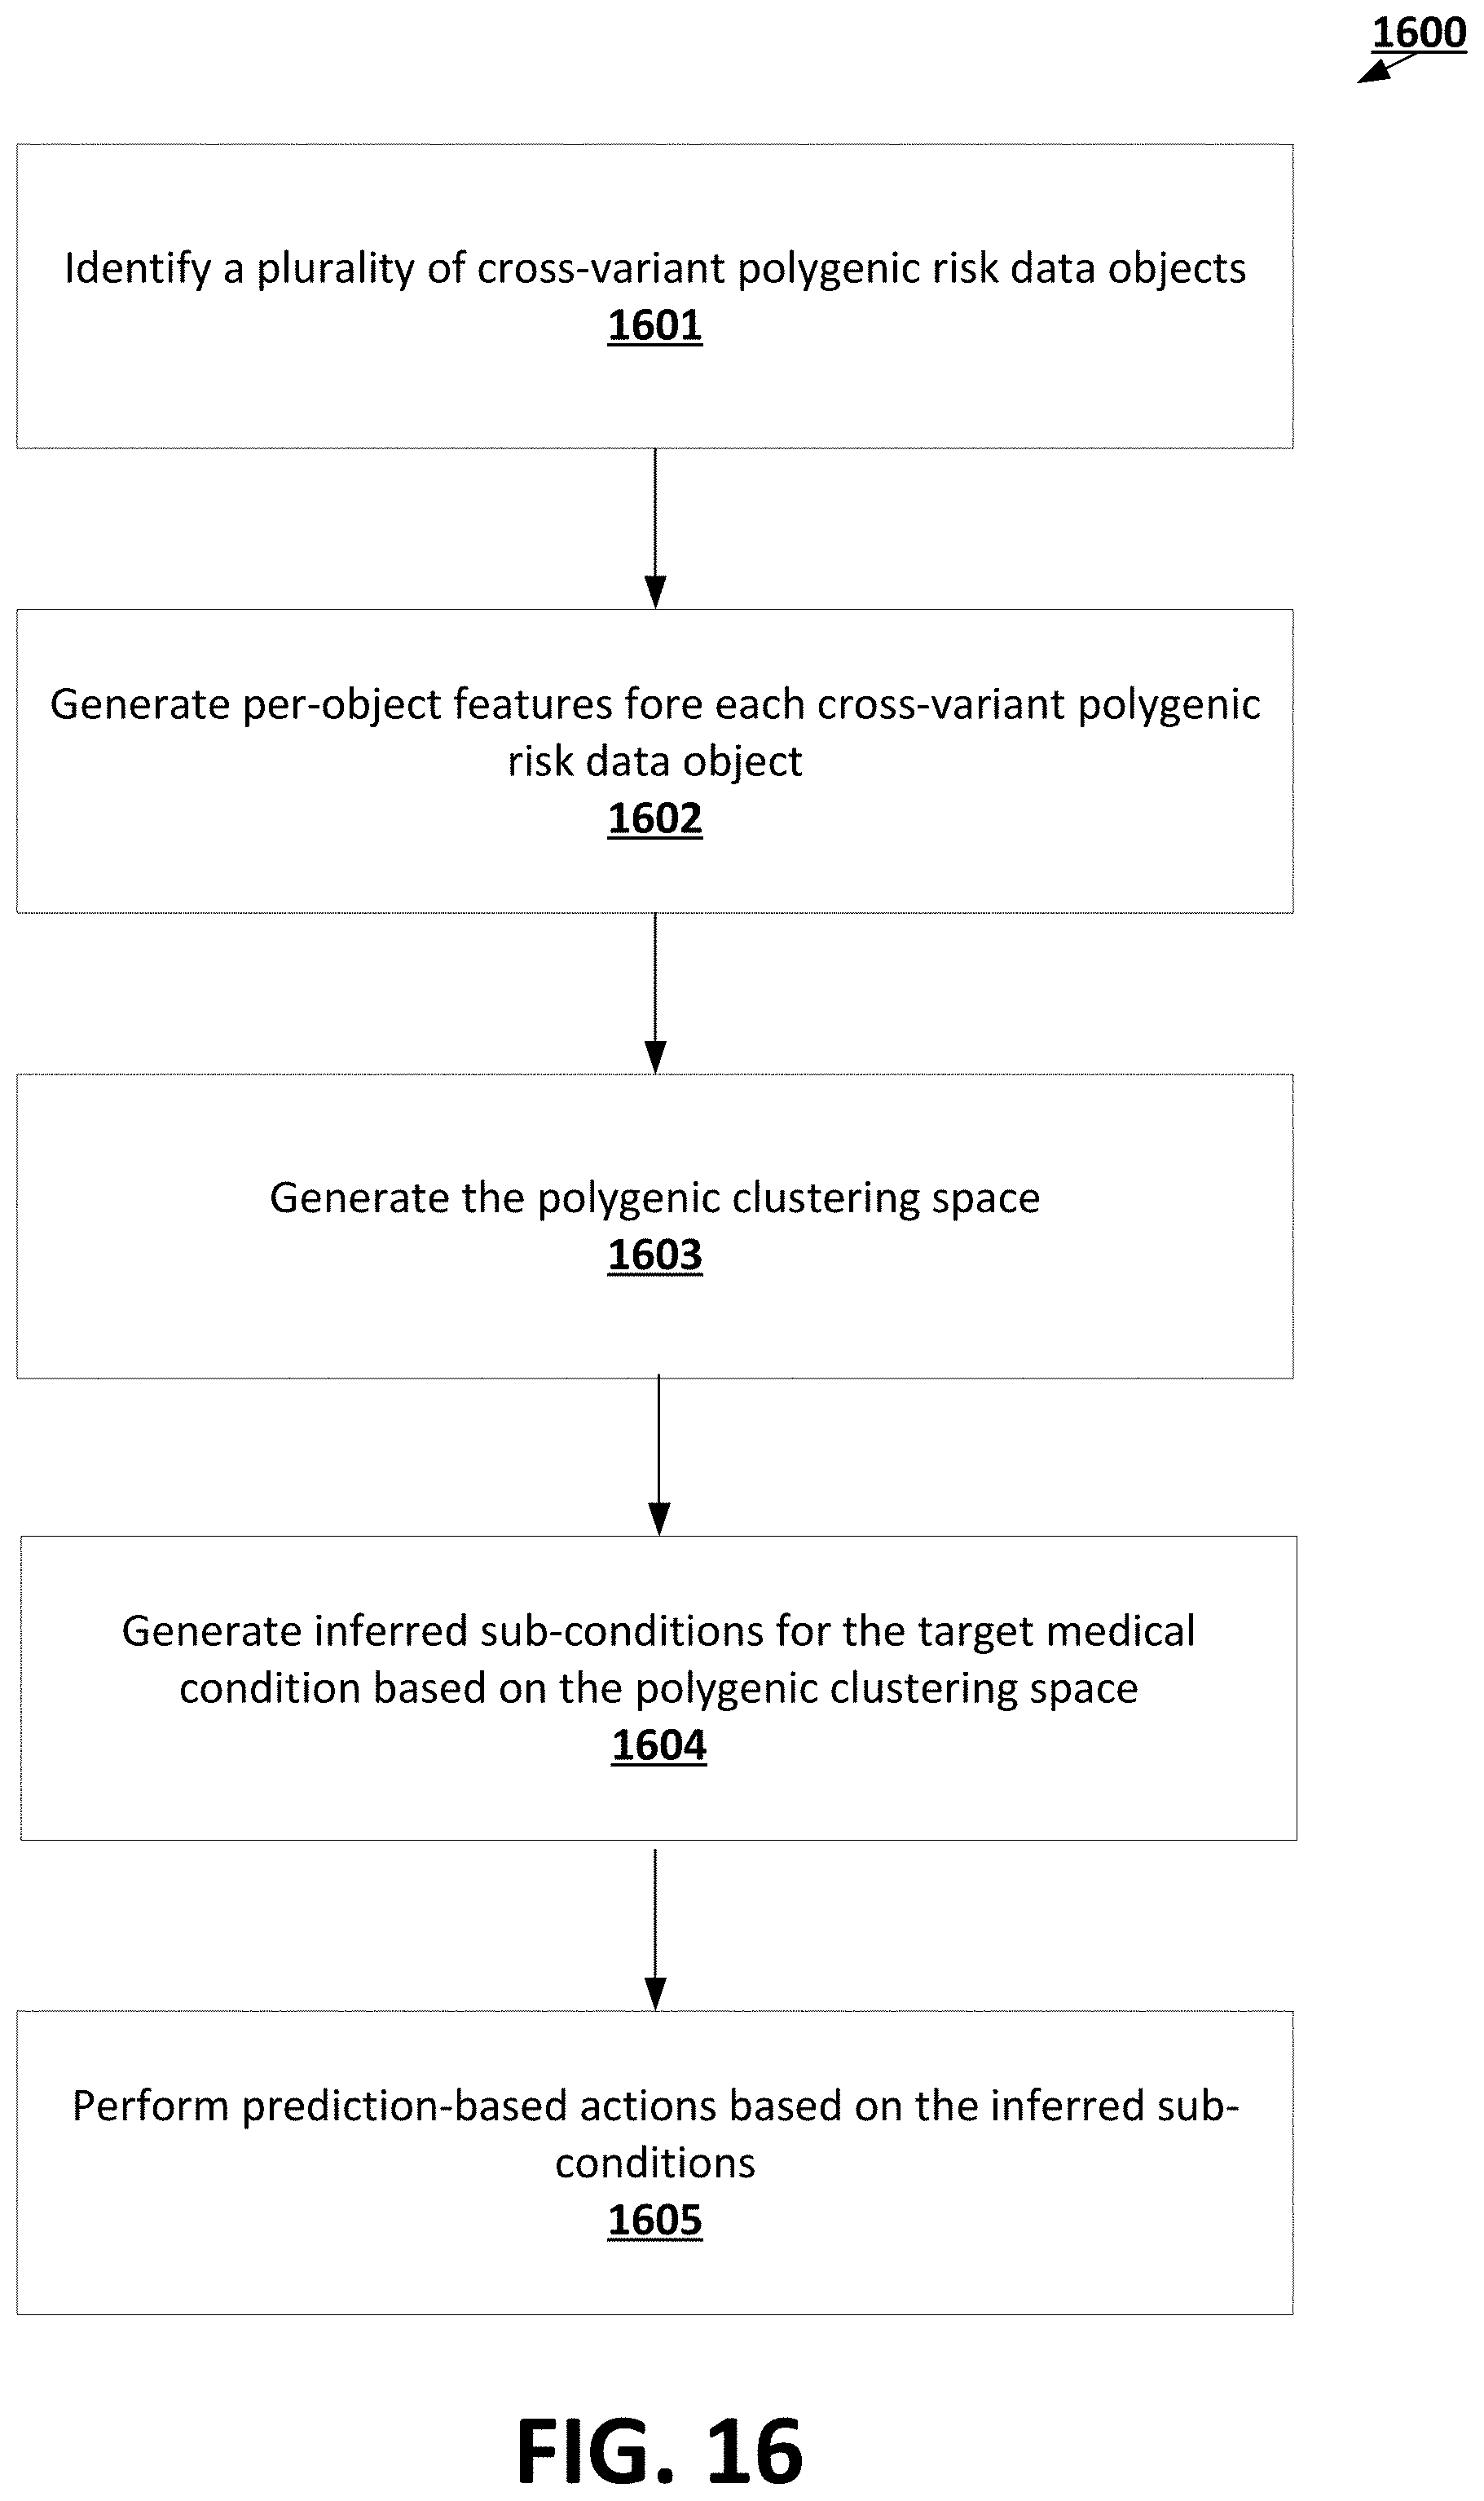 1600
Identify a plurality of cross-variant polygenic risk data objects
1601
Generate per-object features fore each cross-variant polygenic
risk data object
1602
Generate the polygenic clustering space
1603
Generate inferred sub-conditions for the target medical
condition based on the polygenic clustering space
1604
Perform prediction-based actions based on the inferred sub-
conditions
1605
FIG. 16